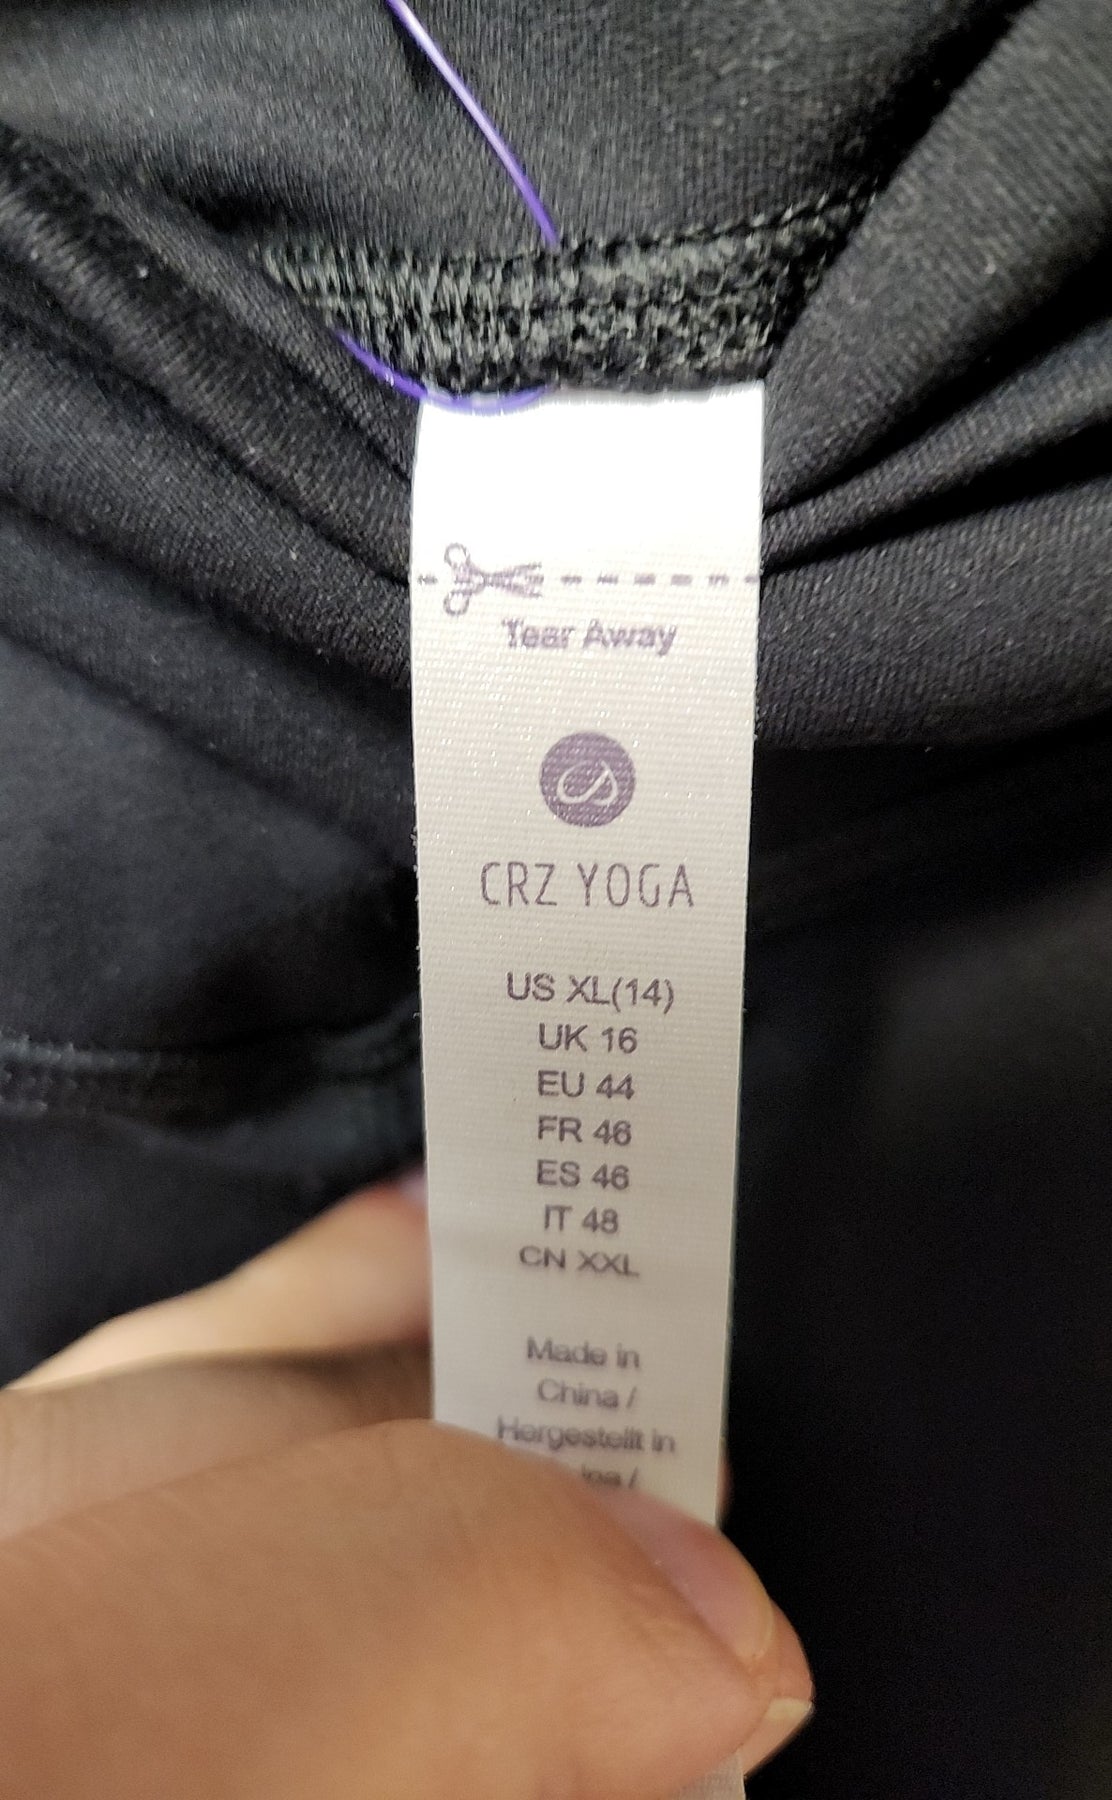 Tear Away
CRZ YOGA
US XL(14)
UK 16
EU 44
FR 46
ES 46
IT 48
CN XXL
Made in
China /
Hergestellt in
/